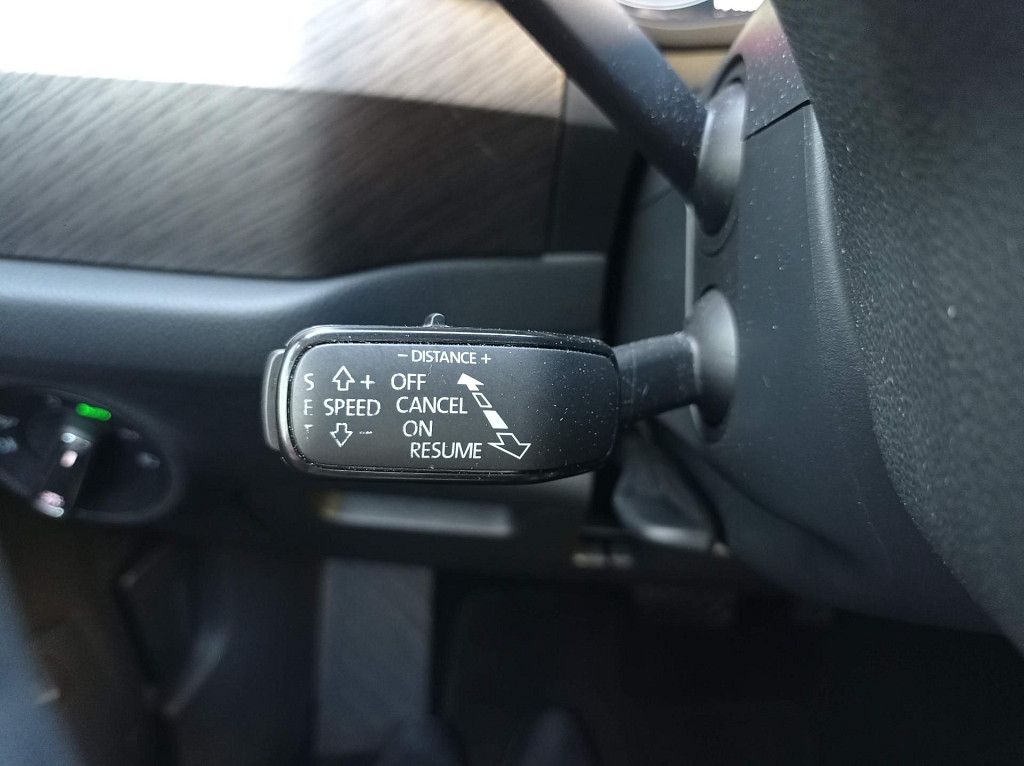 − DISTANCE +
S + OFF
E SPEED CANCEL
T − ON
RESUME